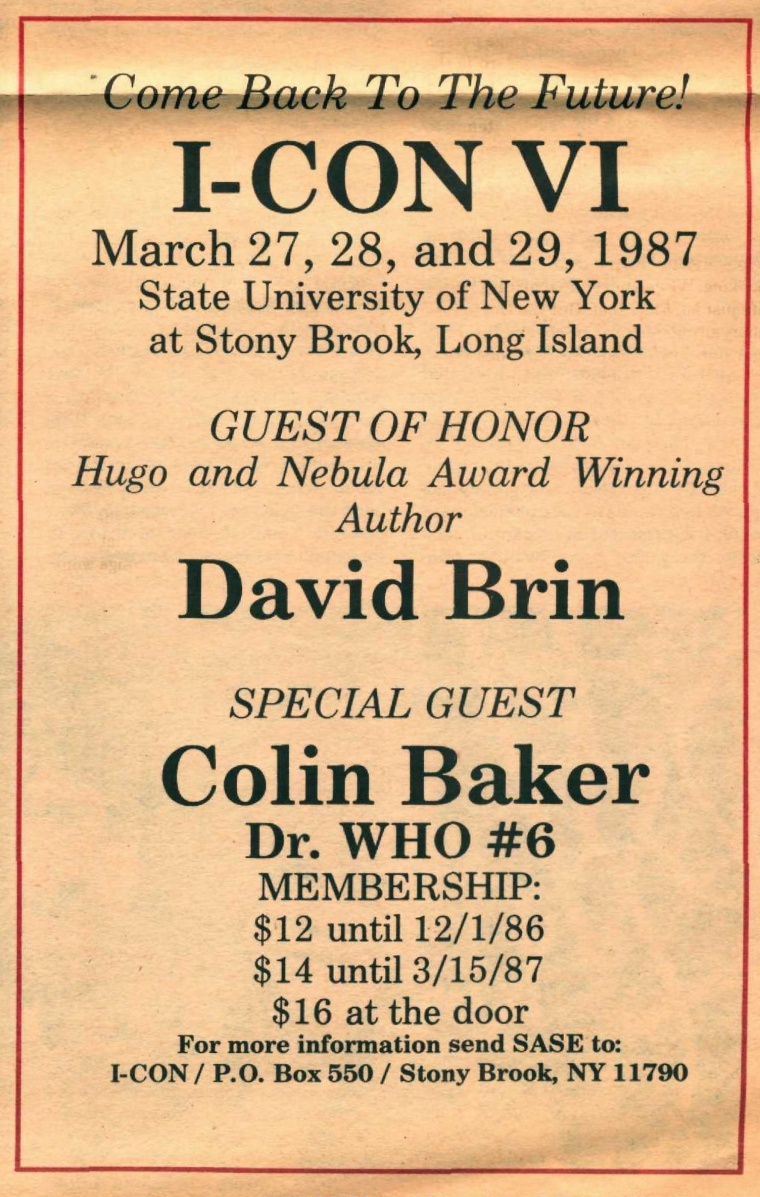 Come Back To The Future!
I-CON VI
March 27, 28, and 29, 1987
State University of New York
at Stony Brook, Long Island
GUEST OF HONOR
Hugo and Nebula Award Winning
Author
David Brin
SPECIAL GUEST
Colin Baker
Dr. WHO #6
MEMBERSHIP:
$12 until 12/1/86
$14 until 3/15/87
$16 at the door
For more information send SASE to:
I-CON / P.O. Box 550 / Stony Brook, NY 11790